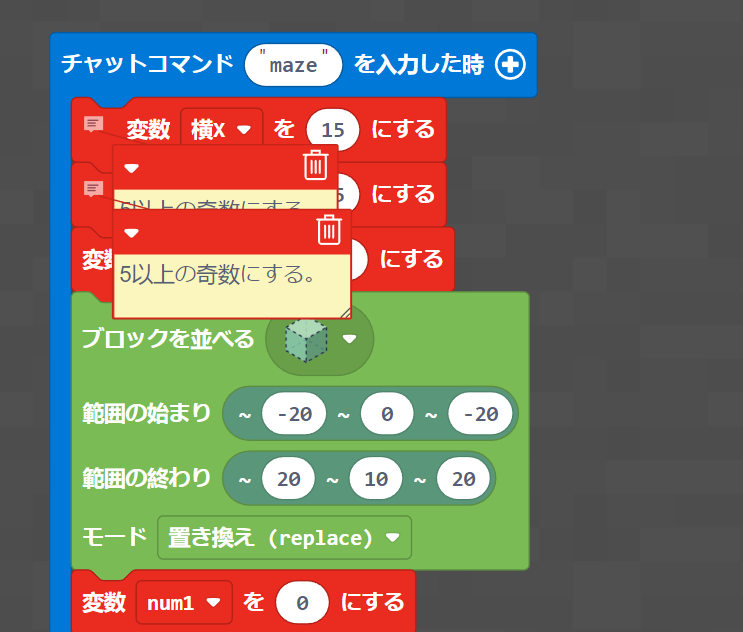 チャットコマンド "maze" を入力した時
変数 横X を 15 にする
5以上の奇数にする。
5 にする
変数 にする
5以上の奇数にする。
ブロックを並べる
範囲の始まり ~ -20 ~ 0 ~ -20
範囲の終わり ~ 20 ~ 10 ~ 20
モード 置き換え (replace)
変数 num1 を 0 にする